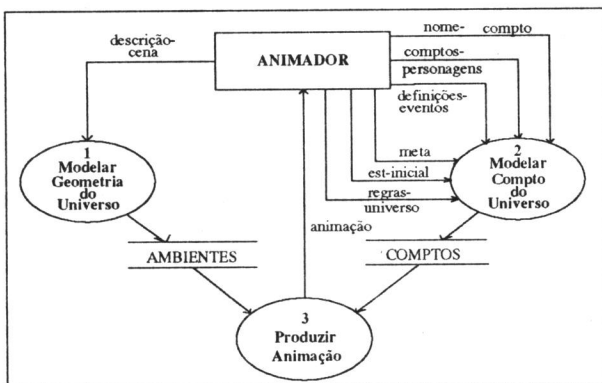 nome-
compto
descrição-
cena
ANIMADOR
comptos-
personagens
definições-
eventos
1
Modelar
Geometria
do
Universo
meta
est-inicial
regras-
universo
animação
2
Modelar
Compto
do
Universo
AMBIENTES
COMPTOS
3
Produzir
Animação